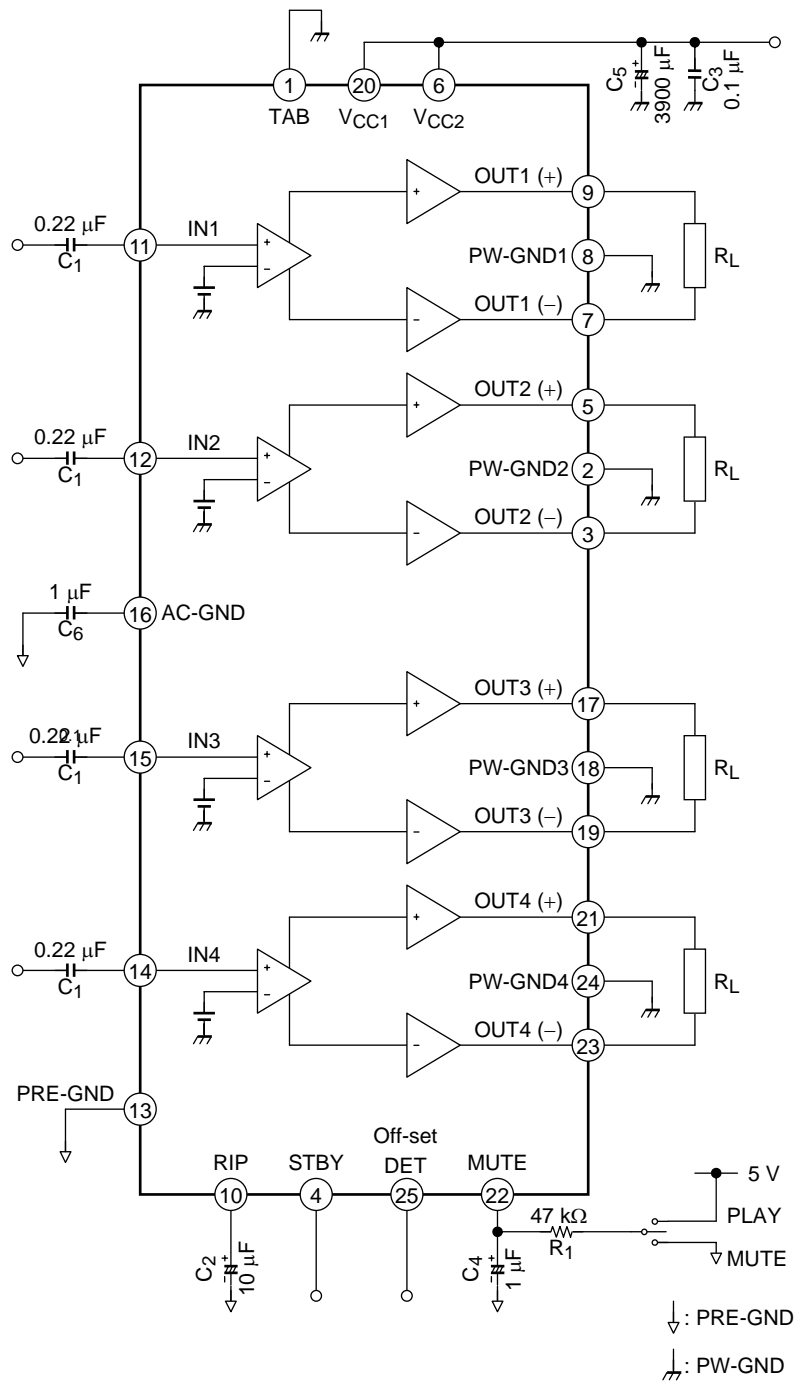 1
20
6
TAB
VCC1
VCC2
C5
3900 µF
C3
0.1 µF
+
-
OUT1 (+)
9
+
0.22 µF
C1
11
IN1
+
−
PW-GND1
8
RL
OUT1 (−)
7
−
OUT2 (+)
5
+
0.22 µF
C1
12
IN2
+
−
PW-GND2
2
RL
OUT2 (−)
3
−
1 µF
C6
16
AC-GND
OUT3 (+)
17
+
C1
15
IN3
+
−
PW-GND3
18
RL
OUT3 (−)
19
−
OUT4 (+)
21
+
0.22 µF
C1
14
IN4
+
−
PW-GND4
24
RL
OUT4 (−)
23
−
PRE-GND
13
Off-set
RIP
STBY
DET
MUTE
10
4
25
22
5 V
47 kΩ
R1
PLAY
MUTE
C2
+
-
10 µF
C4
+
-
1 µF
: PRE-GND
: PW-GND